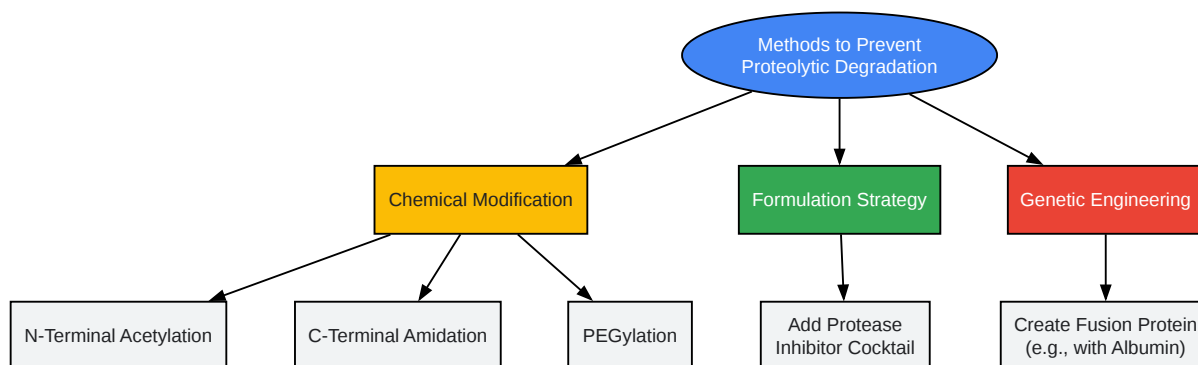 Methods to Prevent
Proteolytic Degradation
Chemical Modification
Formulation Strategy
Genetic Engineering
N-Terminal Acetylation
C-Terminal Amidation
PEGylation
Add Protease
Inhibitor Cocktail
Create Fusion Protein
(e.g., with Albumin)